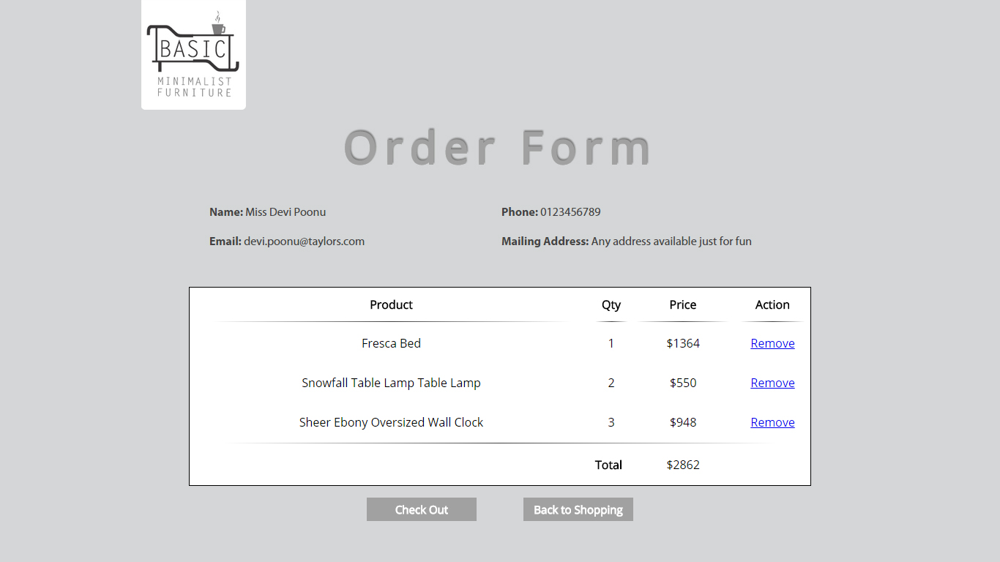 BASIC
MINIMALIST
FURNITURE
Order Form
Name: Miss Devi Poonu Phone: 0123456789
Email: devi.poonu@taylors.com Mailing Address: Any address available just for fun
Product Qty Price Action
Fresca Bed 1 $1364 Remove
Snowfall Table Lamp Table Lamp 2 $550 Remove
Sheer Ebony Oversized Wall Clock 3 $948 Remove
Total $2862
Check Out Back to Shopping